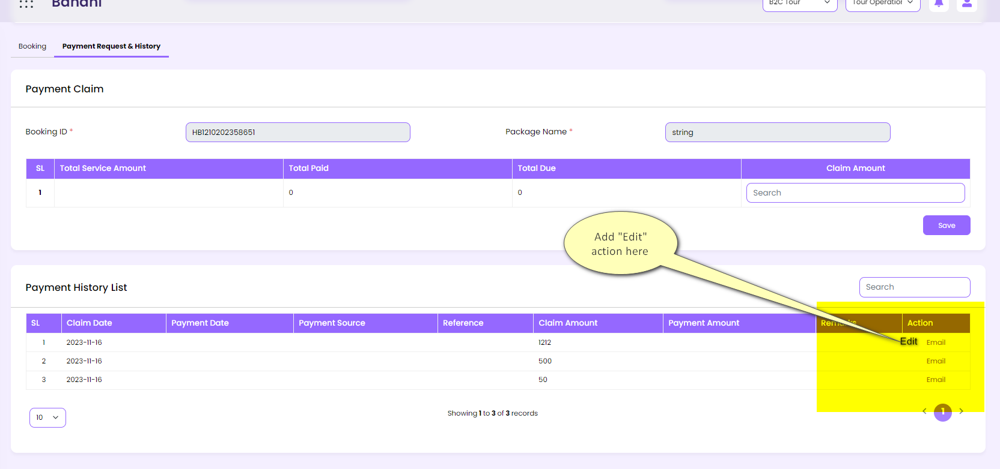 Banani
B2C Tour
Tour Operation
Booking
Payment Request & History
Payment Claim
Booking ID *
HB1210202358651
Package Name *
string
SL Total Service Amount Total Paid Total Due Claim Amount
1 0 0 Search
Save
Add "Edit"
action here
Payment History List
Search
SL Claim Date Payment Date Payment Source Reference Claim Amount Payment Amount Remarks Action
1 2023-11-16 1212 Edit Email
2 2023-11-16 500 Email
3 2023-11-16 50 Email
10
Showing 1 to 3 of 3 records
1